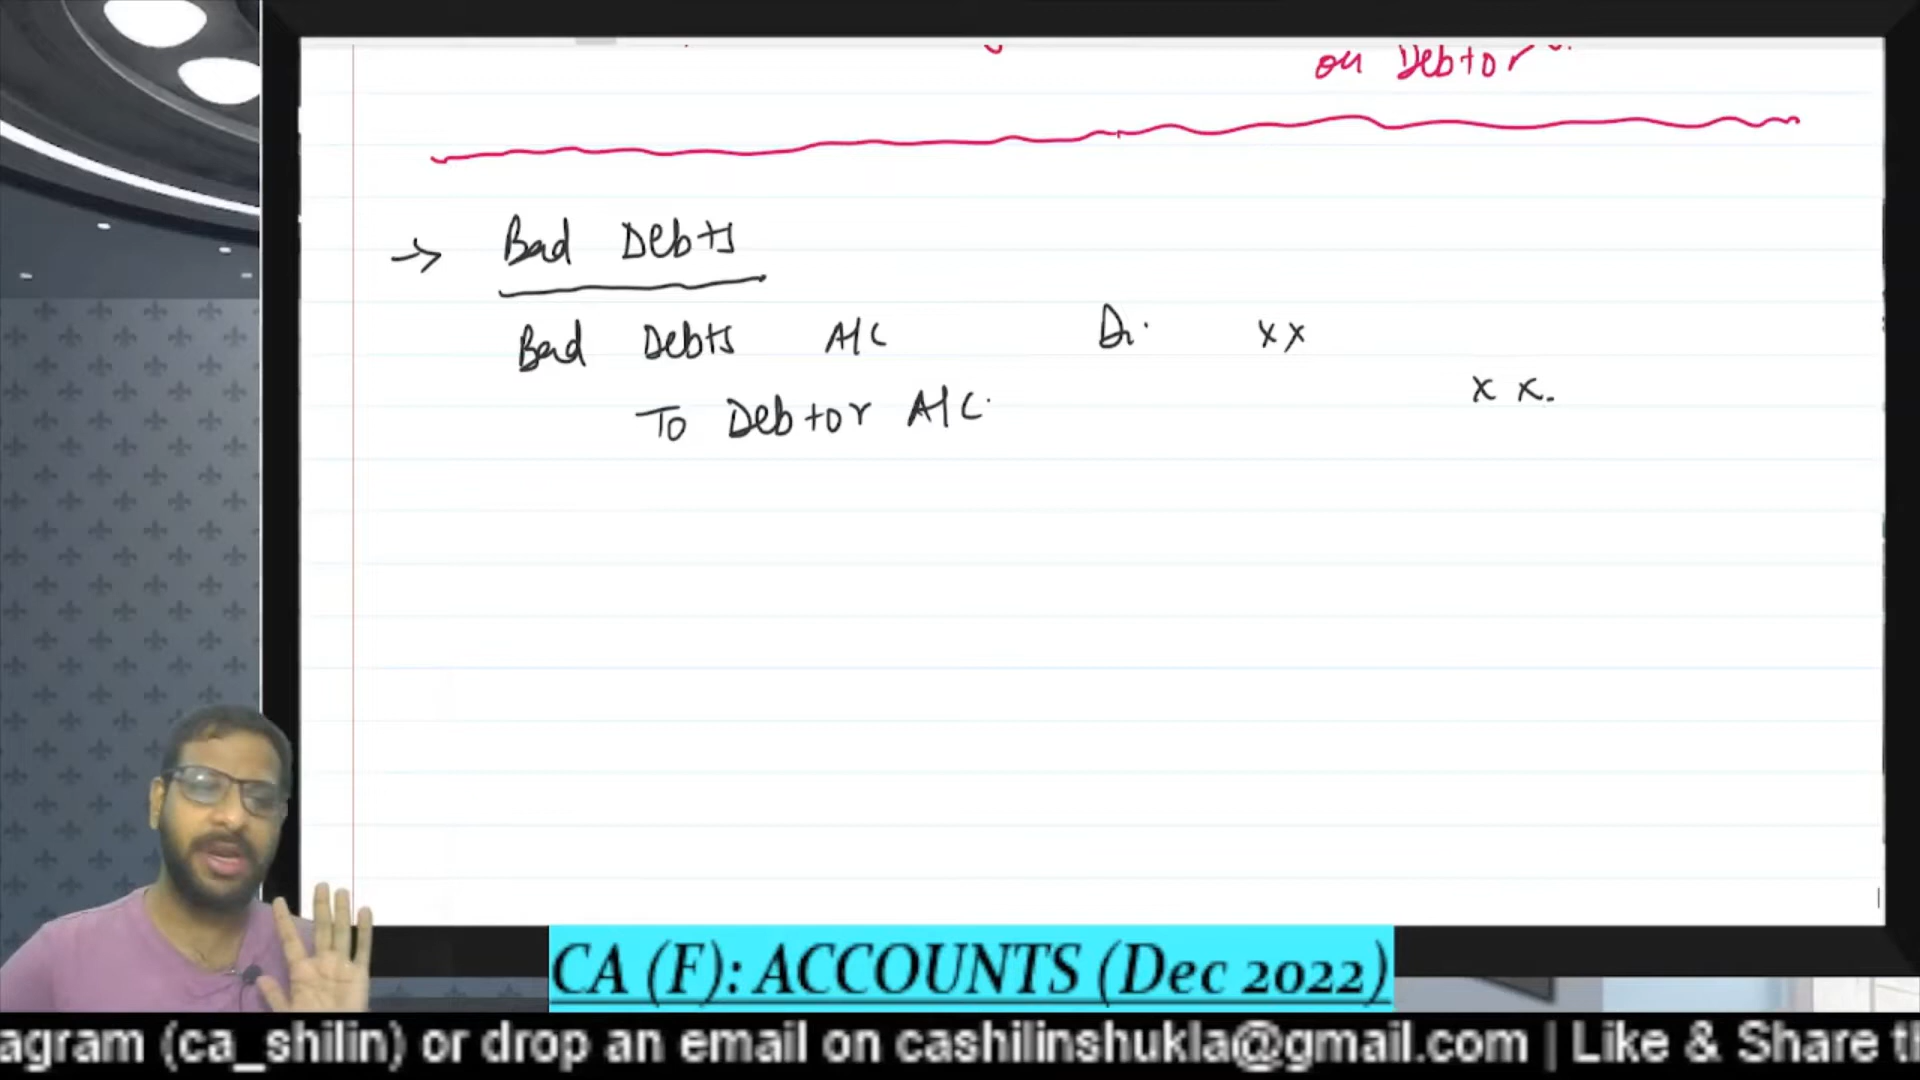 on Debtor
→ Bad Debts
Bad Debts A/C Dr. xx
To Debtor A/C. xx.
CA (F): ACCOUNTS (Dec 2022)
agram (ca_shilin) or drop an email on cashilinshukla@gmail.com | Like & Share th